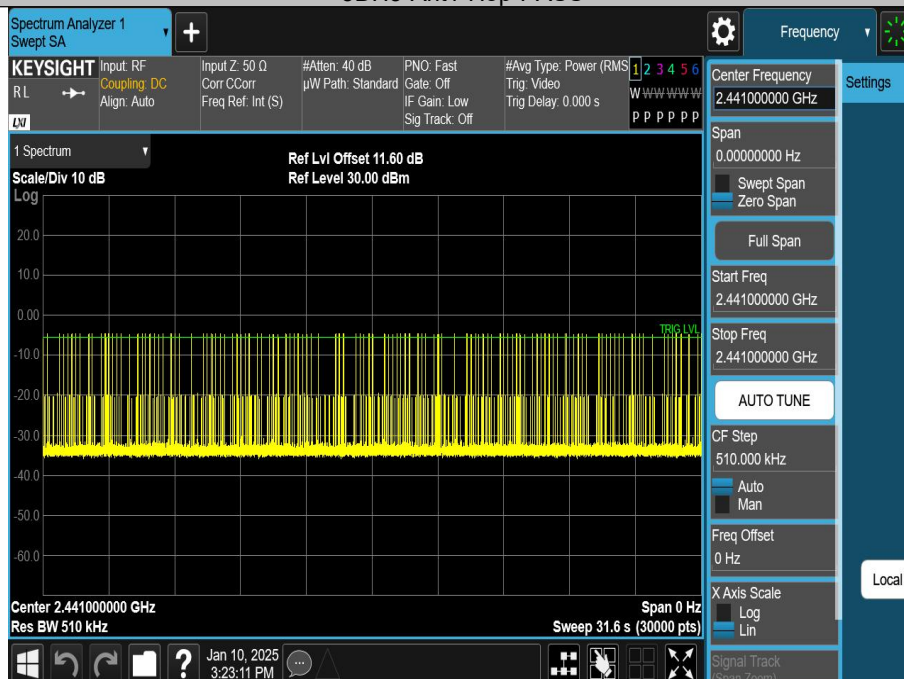 Spectrum Analyzer 1
Swept SA
+
Frequency
KEYSIGHT
R L
LXI
Input: RF
Coupling: DC
Align: Auto
Input Z: 50 Ω
Corr CCorr
Freq Ref: Int (S)
#Atten: 40 dB
µW Path: Standard
PNO: Fast
Gate: Off
IF Gain: Low
Sig Track: Off
#Avg Type: Power (RMS
Trig: Video
Trig Delay: 0.000 s
1 2 3 4 5 6
W W W W W W
P P P P P P
1 Spectrum
Scale/Div 10 dB
Log
Ref Lvl Offset 11.60 dB
Ref Level 30.00 dBm
20.0
10.0
0.00
TRIG LVL
-10.0
-20.0
-30.0
-40.0
-50.0
-60.0
Center 2.441000000 GHz
Res BW 510 kHz
Span 0 Hz
Sweep 31.6 s (30000 pts)
Center Frequency
2.441000000 GHz
Settings
Span
0.00000000 Hz
Swept Span
Zero Span
Full Span
Start Freq
2.441000000 GHz
Stop Freq
2.441000000 GHz
AUTO TUNE
CF Step
510.000 kHz
Auto
Man
Freq Offset
0 Hz
Local
X Axis Scale
Log
Lin
Signal Track
(Span Zoom)
?
Jan 10, 2025
3:23:11 PM